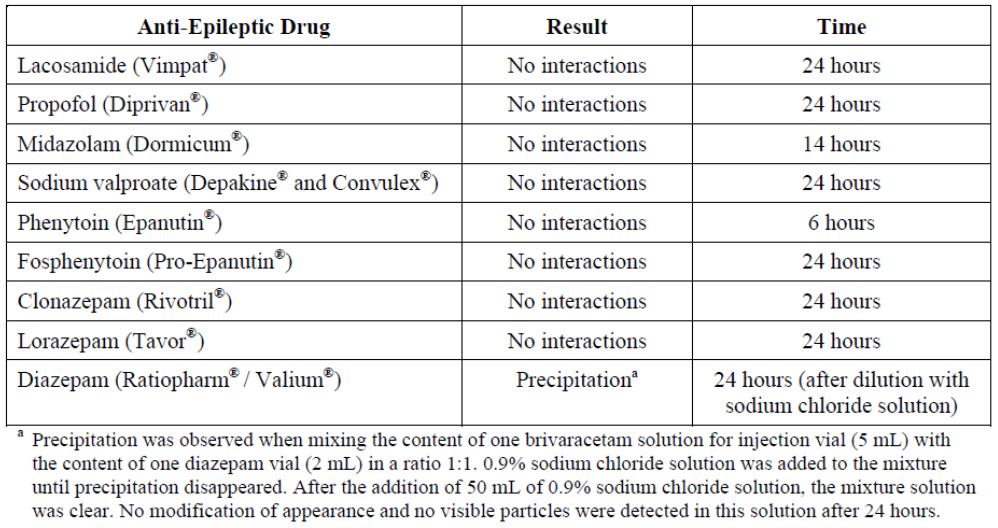 Anti-Epileptic Drug Result Time
Lacosamide (Vimpat®) No interactions 24 hours
Propofol (Diprivan®) No interactions 24 hours
Midazolam (Dormicum®) No interactions 14 hours
Sodium valproate (Depakine® and Convulex®) No interactions 24 hours
Phenytoin (Epanutin®) No interactions 6 hours
Fosphenytoin (Pro-Epanutin®) No interactions 24 hours
Clonazepam (Rivotril®) No interactions 24 hours
Lorazepam (Tavor®) No interactions 24 hours
Diazepam (Ratiopharm® / Valium®) Precipitationᵃ 24 hours (after dilution with
sodium chloride solution)
ᵃ Precipitation was observed when mixing the content of one brivaracetam solution for injection vial (5 mL) with
the content of one diazepam vial (2 mL) in a ratio 1:1. 0.9% sodium chloride solution was added to the mixture
until precipitation disappeared. After the addition of 50 mL of 0.9% sodium chloride solution, the mixture solution
was clear. No modification of appearance and no visible particles were detected in this solution after 24 hours.